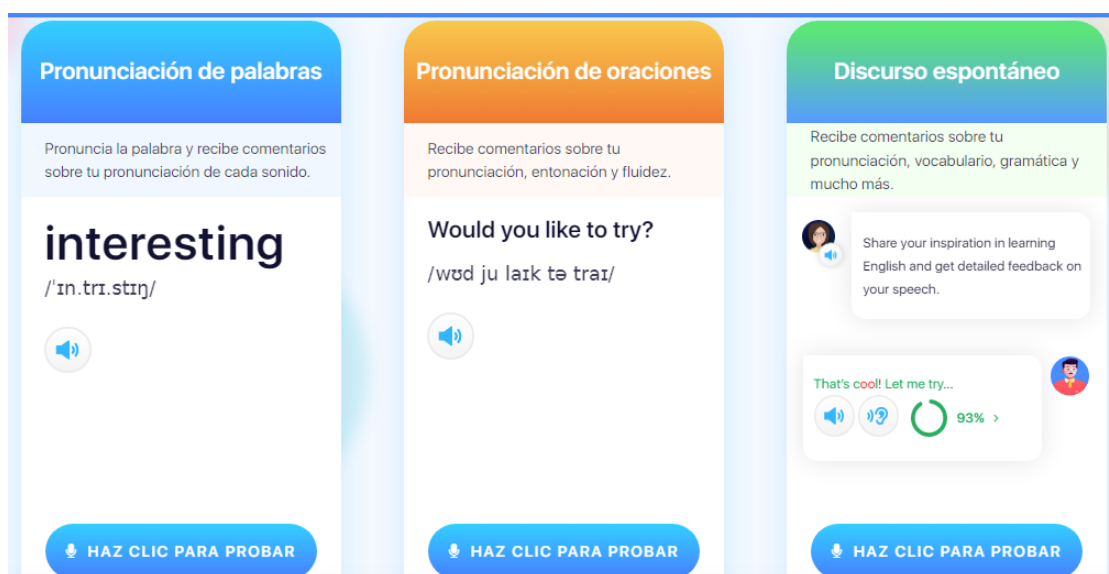 Pronunciación de palabras
Pronuncia la palabra y recibe comentarios
sobre tu pronunciación de cada sonido.
interesting
/ˈɪn.trɪ.stɪŋ/
HAZ CLIC PARA PROBAR
Pronunciación de oraciones
Recibe comentarios sobre tu
pronunciación, entonación y fluidez.
Would you like to try?
/wʊd ju laɪk tə traɪ/
HAZ CLIC PARA PROBAR
Discurso espontáneo
Recibe comentarios sobre tu
pronunciación, vocabulario, gramática y
mucho más.
Share your inspiration in learning
English and get detailed feedback on
your speech.
That's cool! Let me try...
93% >
HAZ CLIC PARA PROBAR